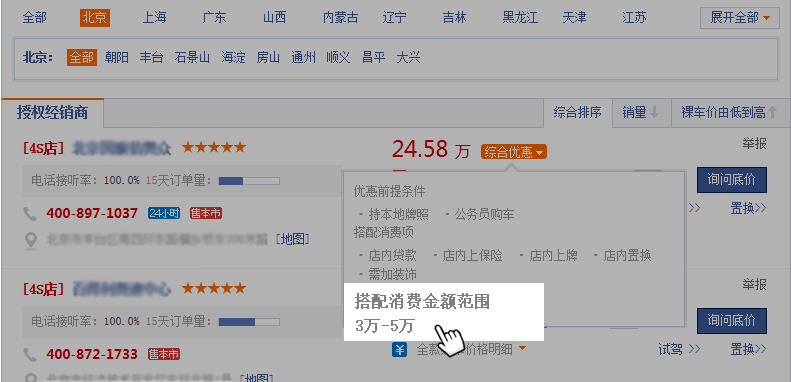 全部 北京 上海 广东 山西 内蒙古 辽宁 吉林 黑龙江 天津 江苏 展开全部
北京： 全部 朝阳 丰台 石景山 海淀 房山 通州 顺义 昌平 大兴
授权经销商 综合排序 销量 裸车价由低到高
[4S店] ★★★★★ 24.58 万 综合优惠 举报
电话接听率：100.0% 15天订单量： 询问底价
400-897-1037 24小时 售本市 >> 置换>>
[地图]
优惠前提条件
· 持本地牌照 · 公务员购车
搭配消费项
· 店内贷款 · 店内上保险 · 店内上牌 · 店内置换
· 需加装饰
搭配消费金额范围
3万-5万
[4S店] ★★★★★ 举报
电话接听率：100.0% 15天订单量： 询问底价
400-872-1733 售本市 ¥ 全款 价格明细 试驾 >> 置换>>
[地图]